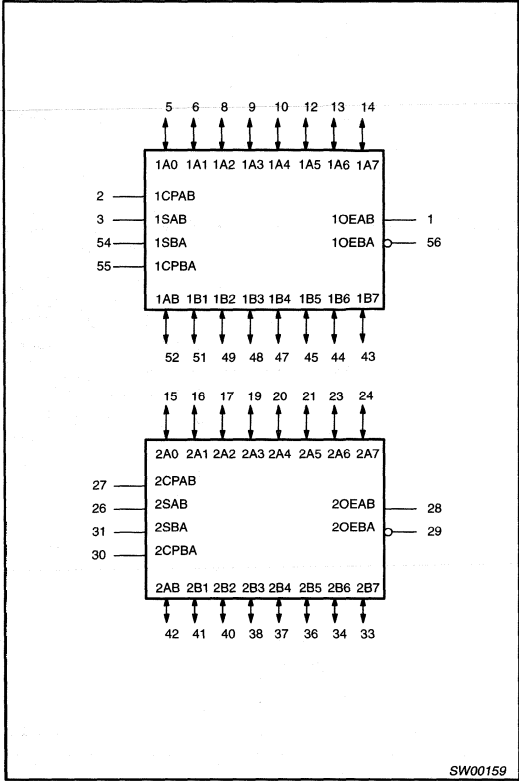 5 6 8 9 10 12 13 14
1A0 1A1 1A2 1A3 1A4 1A5 1A6 1A7
2 1CPAB
3 1SAB 1OEAB 1
54 1SBA 1OEBA 56
55 1CPBA
1AB 1B1 1B2 1B3 1B4 1B5 1B6 1B7
52 51 49 48 47 45 44 43
15 16 17 19 20 21 23 24
2A0 2A1 2A2 2A3 2A4 2A5 2A6 2A7
27 2CPAB
26 2SAB 2OEAB 28
31 2SBA 2OEBA 29
30 2CPBA
2AB 2B1 2B2 2B3 2B4 2B5 2B6 2B7
42 41 40 38 37 36 34 33
SW00159